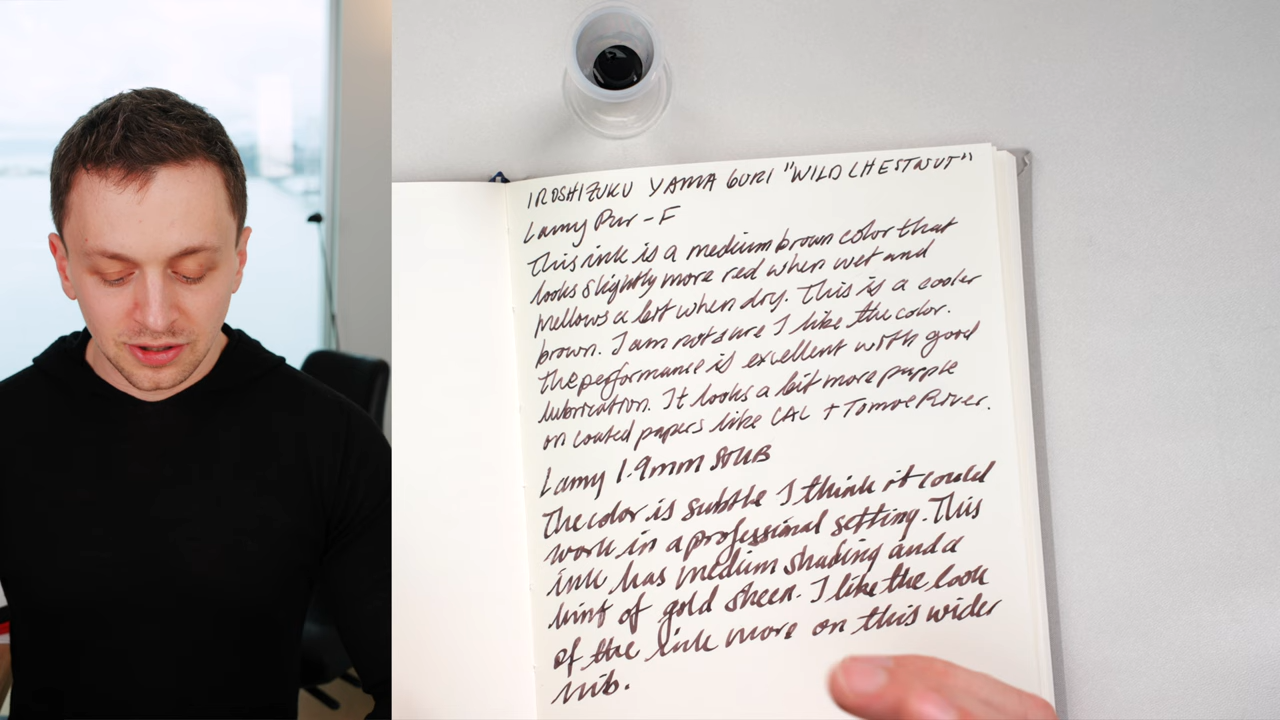 IROSHIZUKU YAMA GURI "WILD CHESTNUT"
Lamy Pur - F
This ink is a medium brown color that
looks slightly more red when wet and
mellows a bit when dry. This is a cooler
brown. I am not sure I like the color.
The performance is excellent with good
lubrication. It looks a bit more purple
on coated papers like CAL + Tomoe River.
Lamy 1.9mm STUB
The color is subtle I think it could
work in a professional setting. This
ink has medium shading and a
hint of gold sheen. I like the look
of the ink more on this wider
nib.